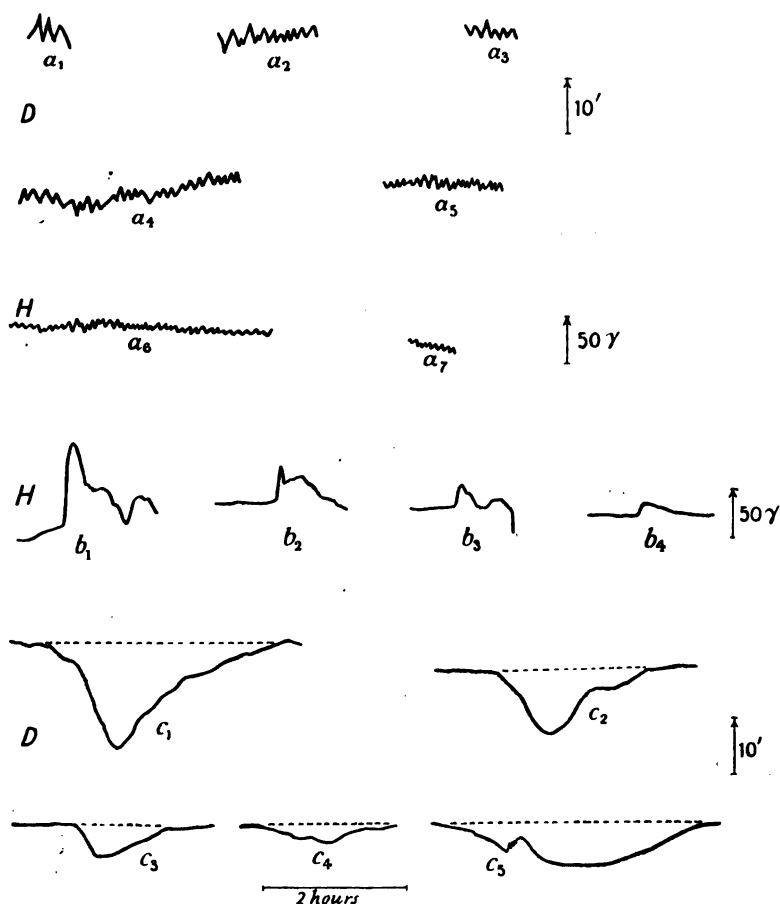 a₁ a₂ a₃
D 10′
a₄ a₅
H
a₆ a₇ 50 γ
H
b₁ b₂ b₃ b₄ 50 γ
c₁ c₂
D 10′
c₃ c₄ c₅
2 hours